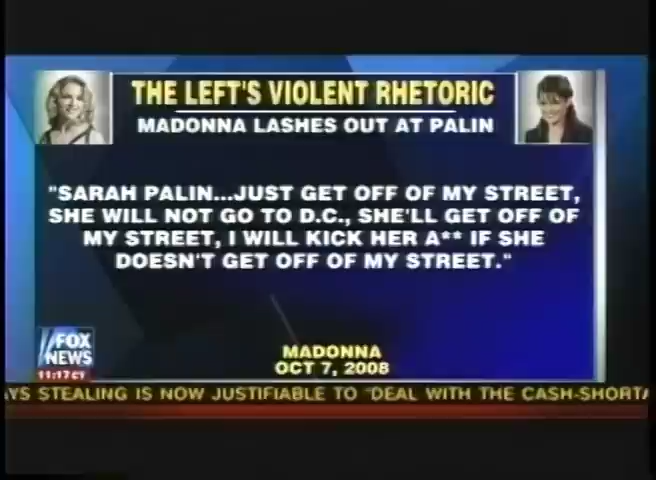 THE LEFT'S VIOLENT RHETORIC
MADONNA LASHES OUT AT PALIN
"SARAH PALIN...JUST GET OFF OF MY STREET,
SHE WILL NOT GO TO D.C., SHE'LL GET OFF OF
MY STREET, I WILL KICK HER A** IF SHE
DOESN'T GET OFF OF MY STREET."
MADONNA
OCT 7, 2008
FOX
NEWS
11:17 CT
YS STEALING IS NOW JUSTIFIABLE TO "DEAL WITH THE CASH-SHORTA